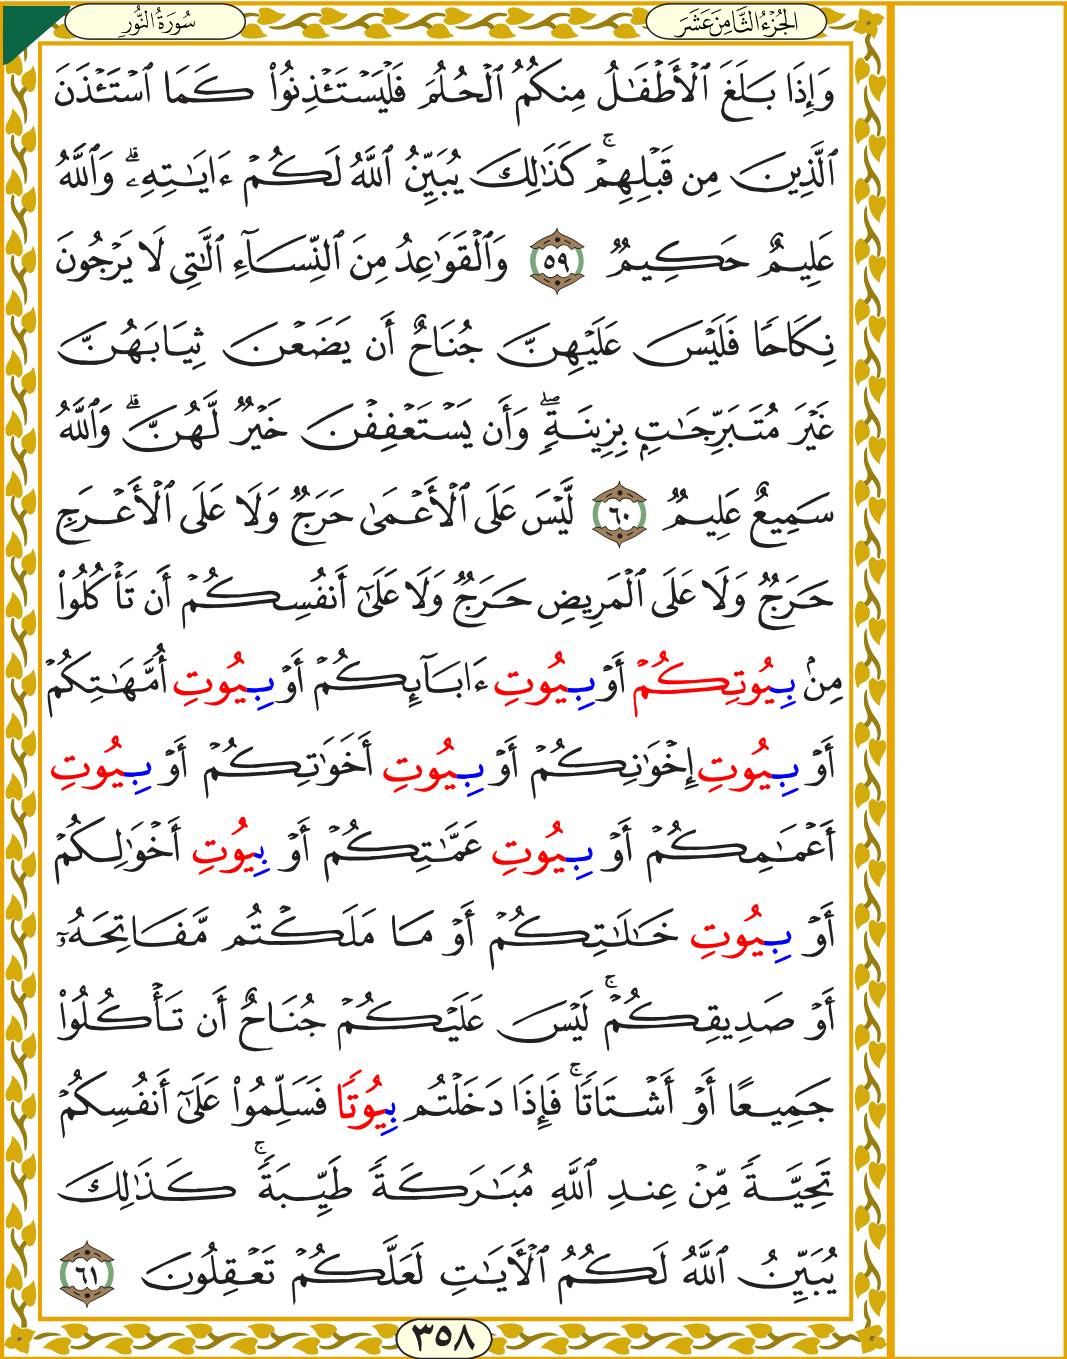 سُورَةُ النُّورِ
الجُزْءُ الثَّامِنَ عَشَرَ
وَإِذَا بَلَغَ ٱلْأَطْفَٰلُ مِنكُمُ ٱلْحُلُمَ فَلْيَسْتَـْٔذِنُوا۟ كَمَا ٱسْتَـْٔذَنَ
ٱلَّذِينَ مِن قَبْلِهِمْ ۚ كَذَٰلِكَ يُبَيِّنُ ٱللَّهُ لَكُمْ ءَايَٰتِهِۦ ۗ وَٱللَّهُ
عَلِيمٌ حَكِيمٌ ٥٩ وَٱلْقَوَٰعِدُ مِنَ ٱلنِّسَآءِ ٱلَّٰتِى لَا يَرْجُونَ
نِكَاحًا فَلَيْسَ عَلَيْهِنَّ جُنَاحٌ أَن يَضَعْنَ ثِيَابَهُنَّ
غَيْرَ مُتَبَرِّجَٰتٍۭ بِزِينَةٍ ۖ وَأَن يَسْتَعْفِفْنَ خَيْرٌ لَّهُنَّ ۗ وَٱللَّهُ
سَمِيعٌ عَلِيمٌ ٦٠ لَّيْسَ عَلَى ٱلْأَعْمَىٰ حَرَجٌ وَلَا عَلَى ٱلْأَعْرَجِ
حَرَجٌ وَلَا عَلَى ٱلْمَرِيضِ حَرَجٌ وَلَا عَلَىٰٓ أَنفُسِكُمْ أَن تَأْكُلُوا۟
مِنۢ بِيُوتِكُمْ أَوْ بِيُوتِ ءَابَآئِكُمْ أَوْ بِيُوتِ أُمَّهَٰتِكُمْ
أَوْ بِيُوتِ إِخْوَٰنِكُمْ أَوْ بِيُوتِ أَخَوَٰتِكُمْ أَوْ بِيُوتِ
أَعْمَٰمِكُمْ أَوْ بِيُوتِ عَمَّٰتِكُمْ أَوْ بِيُوتِ أَخْوَٰلِكُمْ
أَوْ بِيُوتِ خَٰلَٰتِكُمْ أَوْ مَا مَلَكْتُم مَّفَاتِحَهُۥٓ
أَوْ صَدِيقِكُمْ ۚ لَيْسَ عَلَيْكُمْ جُنَاحٌ أَن تَأْكُلُوا۟
جَمِيعًا أَوْ أَشْتَاتًا ۚ فَإِذَا دَخَلْتُم بِيُوتًا فَسَلِّمُوا۟ عَلَىٰٓ أَنفُسِكُمْ
تَحِيَّةً مِّنْ عِندِ ٱللَّهِ مُبَٰرَكَةً طَيِّبَةً ۚ كَذَٰلِكَ
يُبَيِّنُ ٱللَّهُ لَكُمُ ٱلْـَٔايَٰتِ لَعَلَّكُمْ تَعْقِلُونَ ٦١
٣٥٨